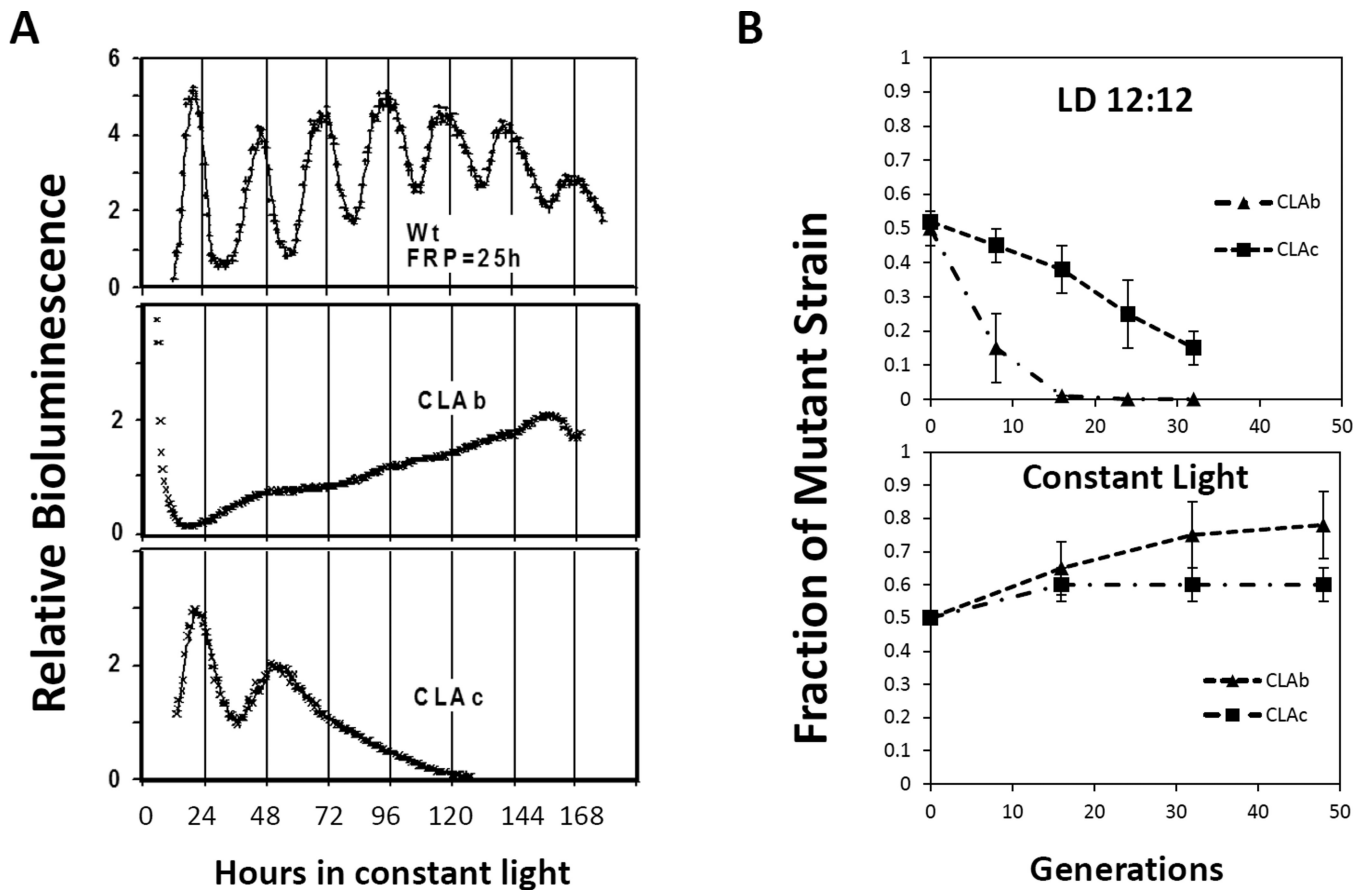 A
Relative Bioluminescence
6
4
2
0
Wt
FRP=25h
2
0
CLAb
2
0
CLAc
0 24 48 72 96 120 144 168
Hours in constant light
B
Fraction of Mutant Strain
LD 12:12
1
0.9
0.8
0.7
0.6
0.5
0.4
0.3
0.2
0.1
0
CLAb
CLAc
0 10 20 30 40 50
Constant Light
1
0.9
0.8
0.7
0.6
0.5
0.4
0.3
0.2
0.1
0
CLAb
CLAc
0 10 20 30 40 50
Generations